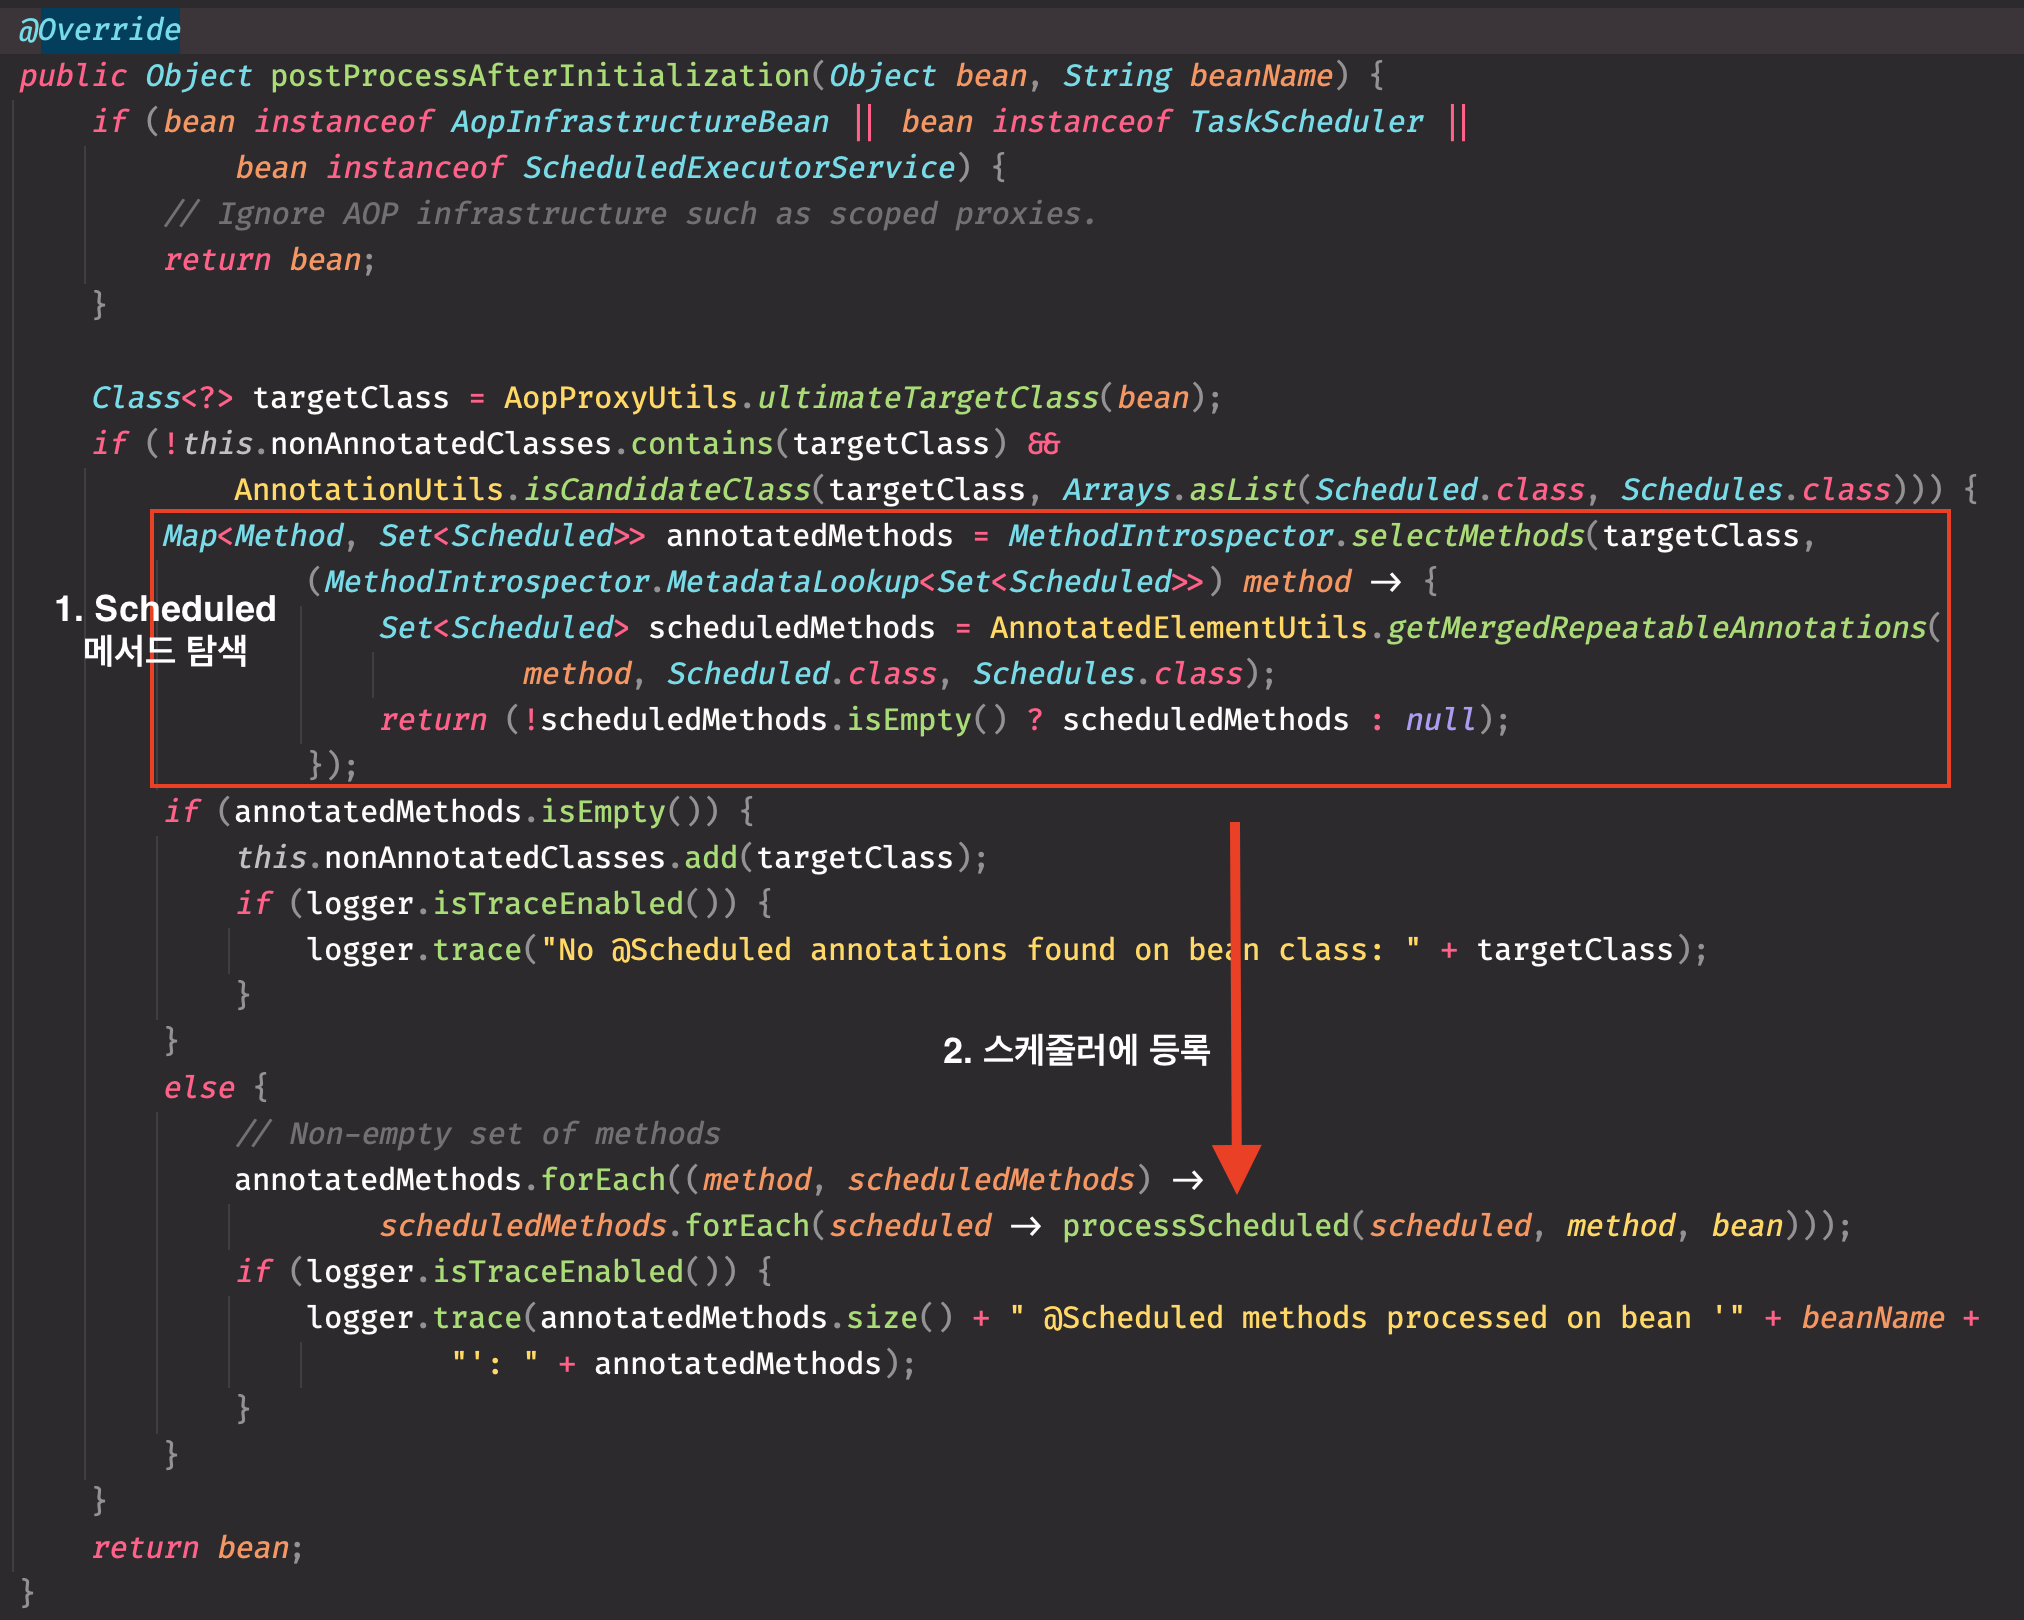 @Override
public Object postProcessAfterInitialization(Object bean, String beanName) {
if (bean instanceof AopInfrastructureBean || bean instanceof TaskScheduler ||
bean instanceof ScheduledExecutorService) {
// Ignore AOP infrastructure such as scoped proxies.
return bean;
}
Class<?> targetClass = AopProxyUtils.ultimateTargetClass(bean);
if (!this.nonAnnotatedClasses.contains(targetClass) &&
AnnotationUtils.isCandidateClass(targetClass, Arrays.asList(Scheduled.class, Schedules.class))) {
Map<Method, Set<Scheduled>> annotatedMethods = MethodIntrospector.selectMethods(targetClass,
(MethodIntrospector.MetadataLookup<Set<Scheduled>>) method -> {
1. Scheduled
메서드 탐색
Set<Scheduled> scheduledMethods = AnnotatedElementUtils.getMergedRepeatableAnnotations(
method, Scheduled.class, Schedules.class);
return (!scheduledMethods.isEmpty() ? scheduledMethods : null);
});
if (annotatedMethods.isEmpty()) {
this.nonAnnotatedClasses.add(targetClass);
if (logger.isTraceEnabled()) {
logger.trace("No @Scheduled annotations found on bean class: " + targetClass);
}
}
2. 스케줄러에 등록
else {
// Non-empty set of methods
annotatedMethods.forEach((method, scheduledMethods) ->
scheduledMethods.forEach(scheduled -> processScheduled(scheduled, method, bean)));
if (logger.isTraceEnabled()) {
logger.trace(annotatedMethods.size() + " @Scheduled methods processed on bean '" + beanName +
"': " + annotatedMethods);
}
}
}
return bean;
}